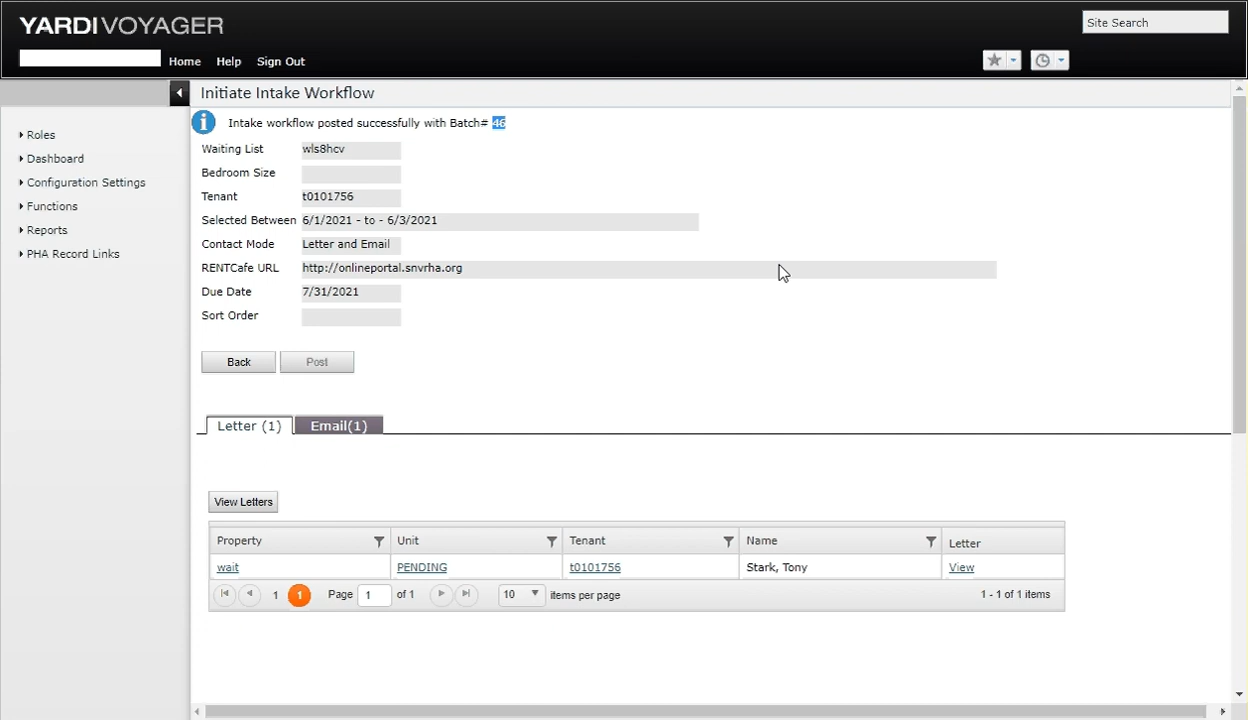 YARDI VOYAGER
Site Search
Home Help Sign Out
Initiate Intake Workflow
Intake workflow posted successfully with Batch# 46
Roles
Dashboard
Configuration Settings
Functions
Reports
PHA Record Links
Waiting List wls8hcv
Bedroom Size
Tenant t0101756
Selected Between 6/1/2021 - to - 6/3/2021
Contact Mode Letter and Email
RENTCafe URL http://onlineportal.snvrha.org
Due Date 7/31/2021
Sort Order
Back Post
Letter (1) Email(1)
View Letters
Property Unit Tenant Name Letter
wait PENDING t0101756 Stark, Tony View
1 1 Page 1 of 1 10 items per page 1 - 1 of 1 items